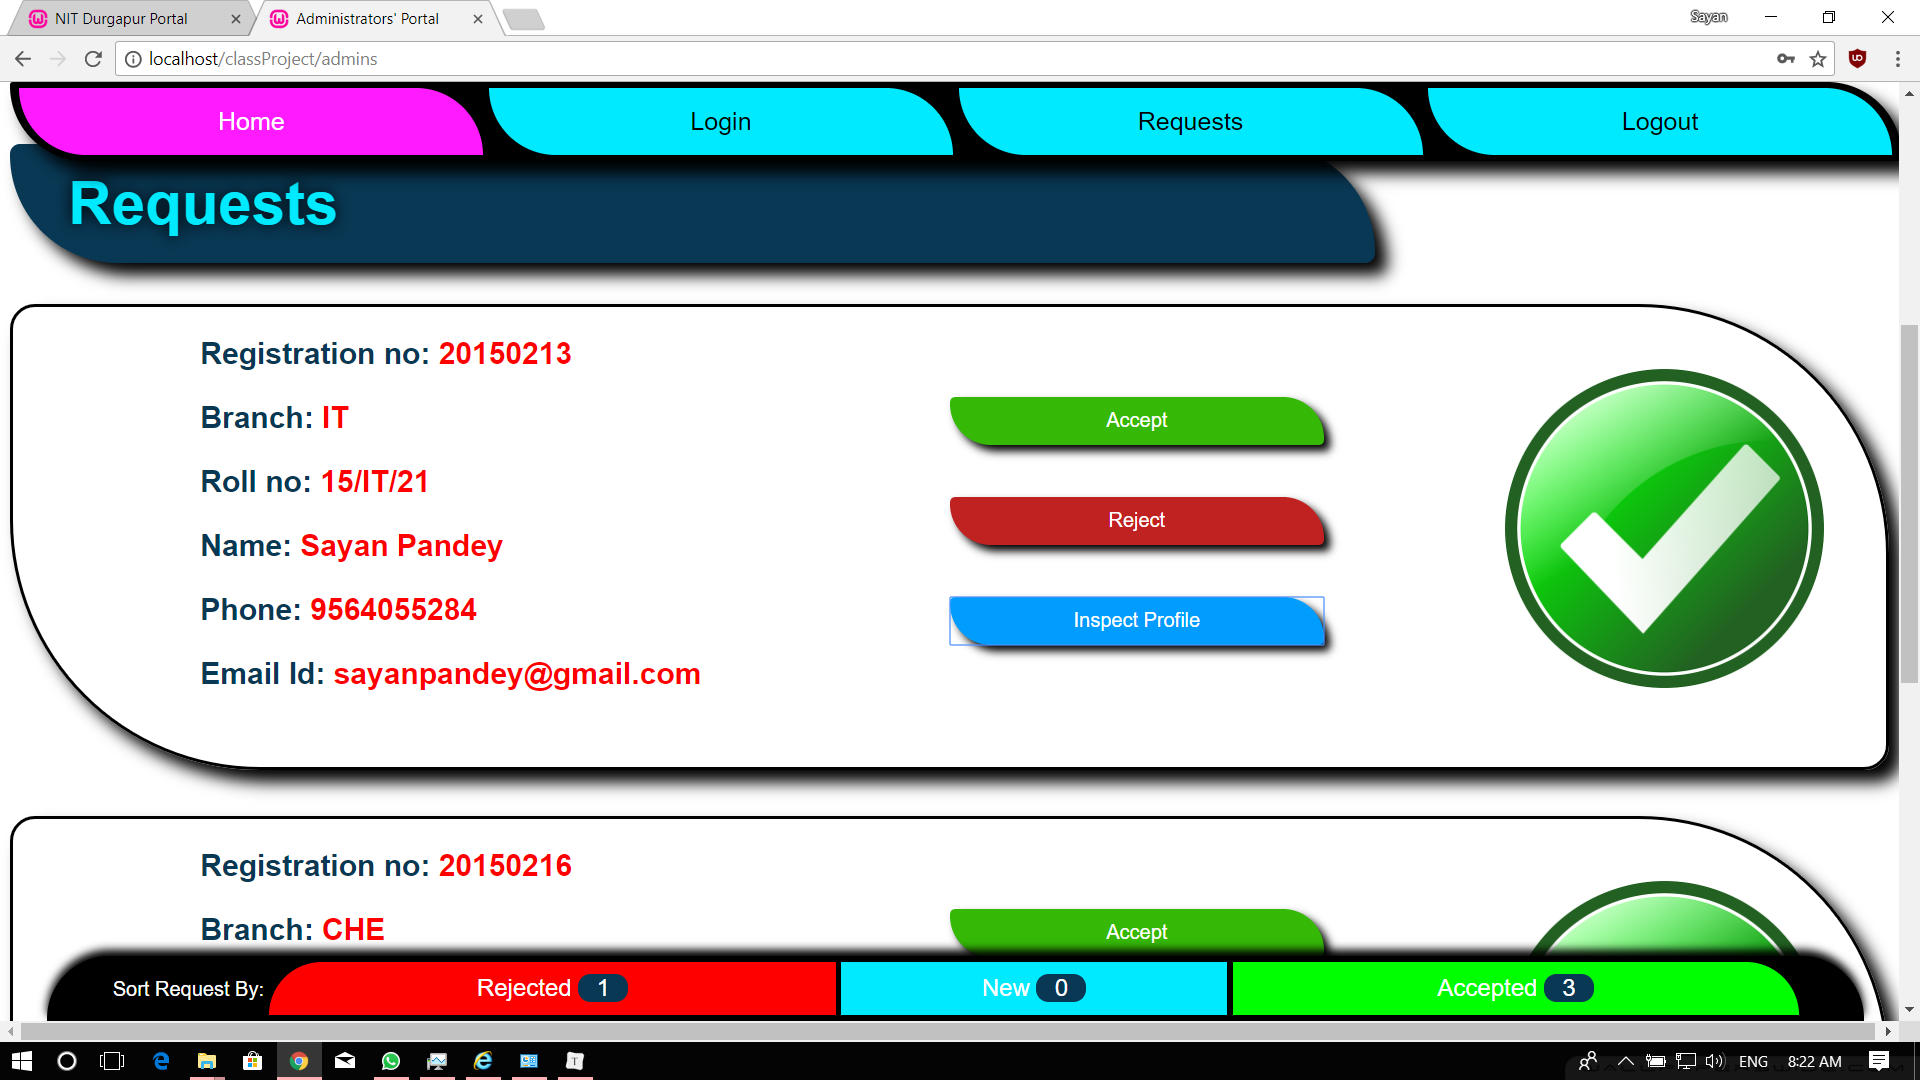 NIT Durgapur Portal
Administrators' Portal
Sayan
localhost/classProject/admins
Home
Login
Requests
Logout
Requests
Registration no: 20150213
Branch: IT
Roll no: 15/IT/21
Name: Sayan Pandey
Phone: 9564055284
Email Id: sayanpandey@gmail.com
Accept
Reject
Inspect Profile
Registration no: 20150216
Branch: CHE
Accept
Sort Request By:
Rejected 1
New 0
Accepted 3
ENG
8:22 AM